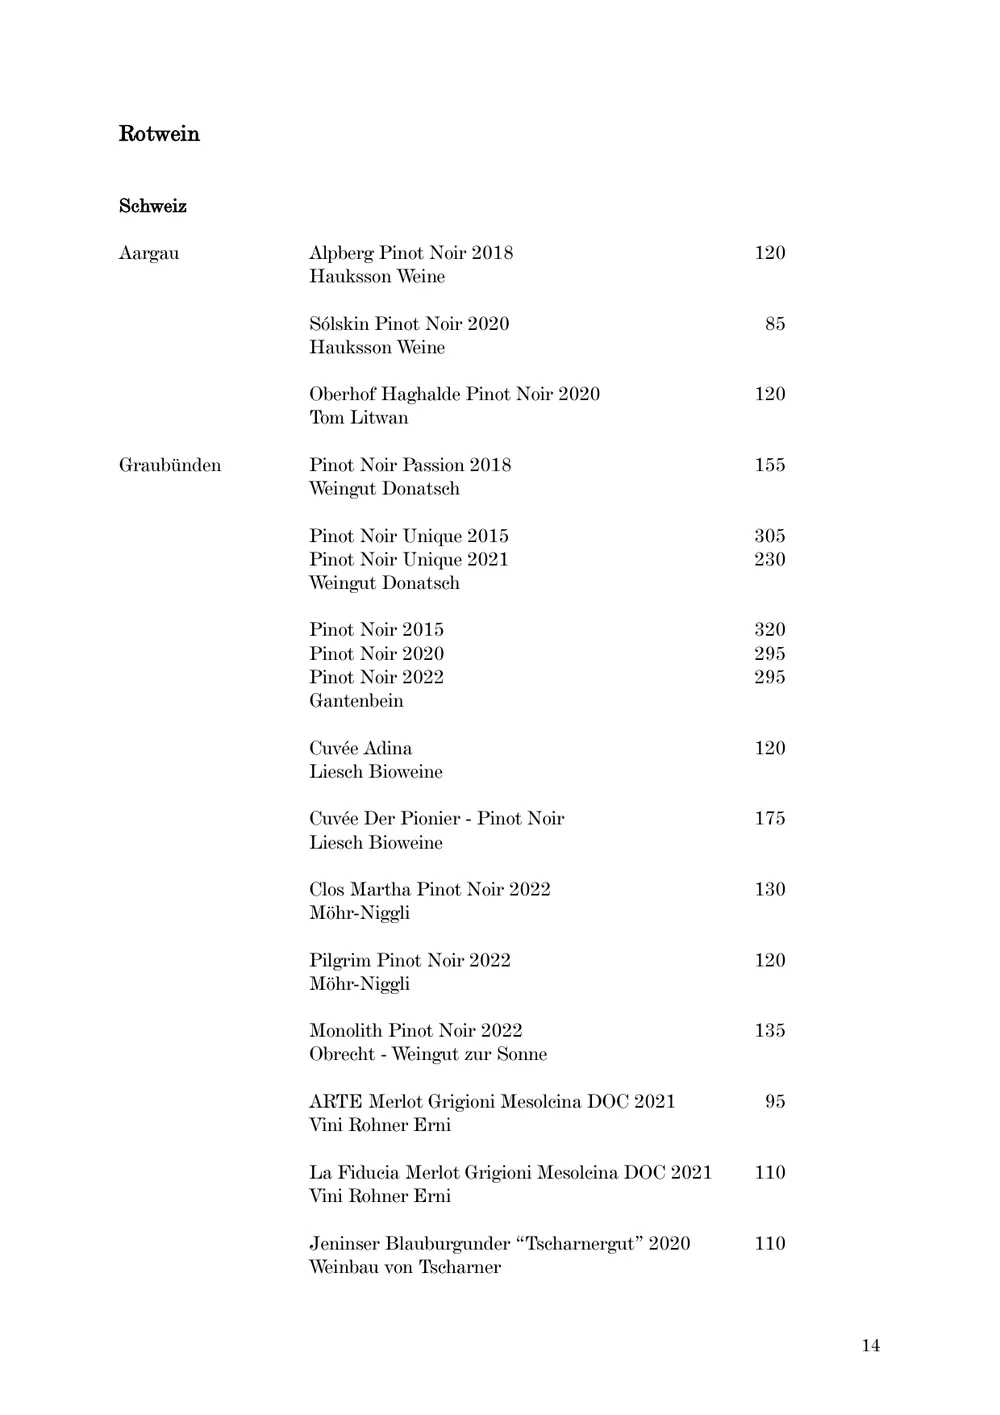 Rotwein
Schweiz
Aargau Alpberg Pinot Noir 2018 120
Hauksson Weine
Sólskin Pinot Noir 2020 85
Hauksson Weine
Oberhof Haghalde Pinot Noir 2020 120
Tom Litwan
Graubünden Pinot Noir Passion 2018 155
Weingut Donatsch
Pinot Noir Unique 2015 305
Pinot Noir Unique 2021 230
Weingut Donatsch
Pinot Noir 2015 320
Pinot Noir 2020 295
Pinot Noir 2022 295
Gantenbein
Cuvée Adina 120
Liesch Bioweine
Cuvée Der Pionier - Pinot Noir 175
Liesch Bioweine
Clos Martha Pinot Noir 2022 130
Möhr-Niggli
Pilgrim Pinot Noir 2022 120
Möhr-Niggli
Monolith Pinot Noir 2022 135
Obrecht - Weingut zur Sonne
ARTE Merlot Grigioni Mesolcina DOC 2021 95
Vini Rohner Erni
La Fiducia Merlot Grigioni Mesolcina DOC 2021 110
Vini Rohner Erni
Jeninser Blauburgunder “Tscharnergut” 2020 110
Weinbau von Tscharner
14